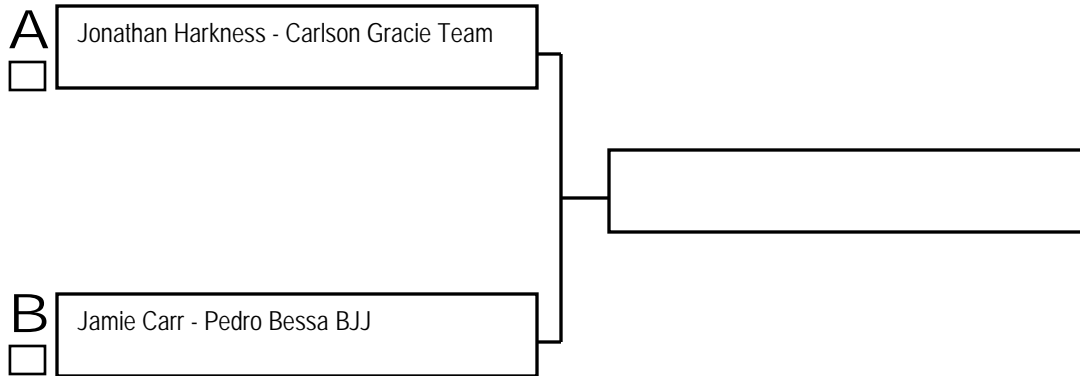 A
Jonathan Harkness - Carlson Gracie Team
B
Jamie Carr - Pedro Bessa BJJ